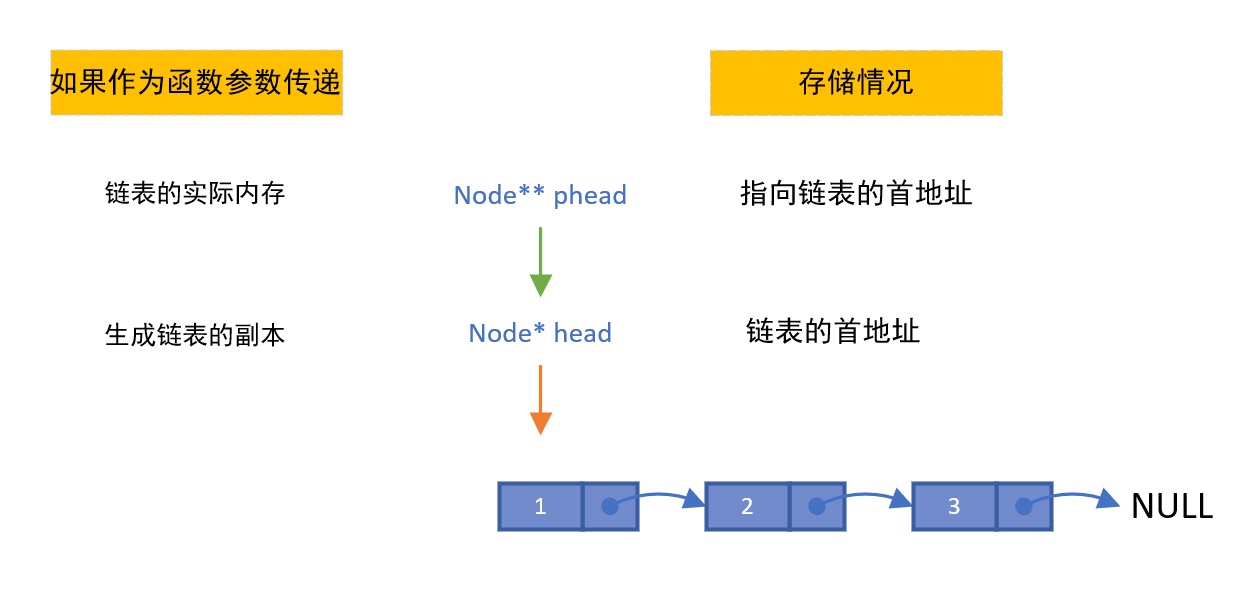 如果作为函数参数传递
存储情况
链表的实际内存
Node** phead
指向链表的首地址
生成链表的副本
Node* head
链表的首地址
1
2
3
NULL